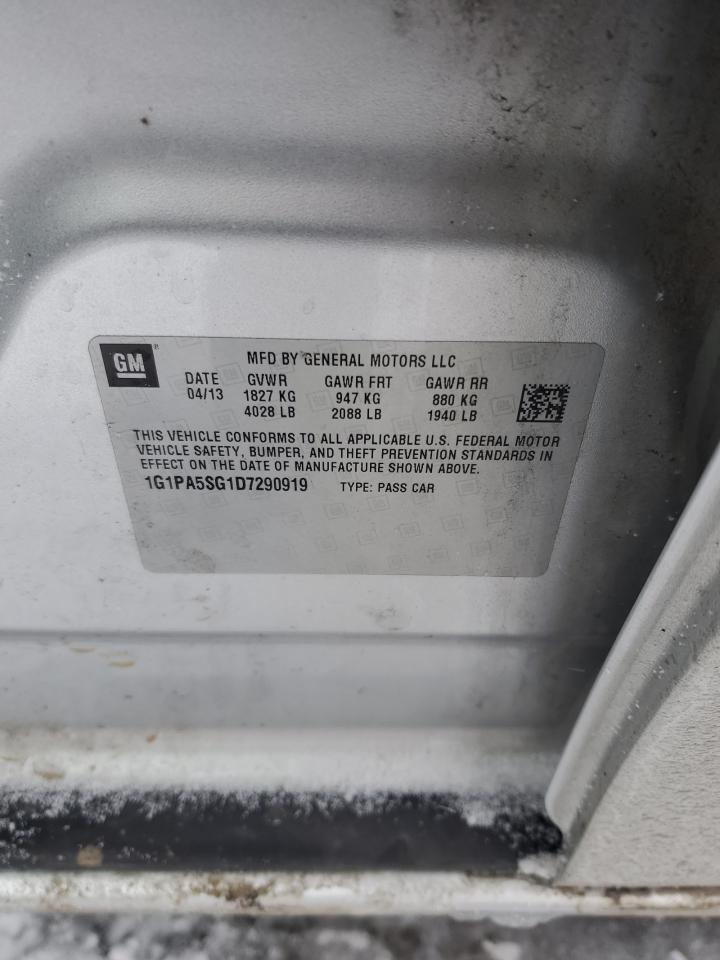 GM ® MFD BY GENERAL MOTORS LLC
DATE GVWR GAWR FRT GAWR RR
04/13 1827 KG 947 KG 880 KG
4028 LB 2088 LB 1940 LB
THIS VEHICLE CONFORMS TO ALL APPLICABLE U.S. FEDERAL MOTOR
VEHICLE SAFETY, BUMPER, AND THEFT PREVENTION STANDARDS IN
EFFECT ON THE DATE OF MANUFACTURE SHOWN ABOVE.
1G1PA5SG1D7290919 TYPE: PASS CAR